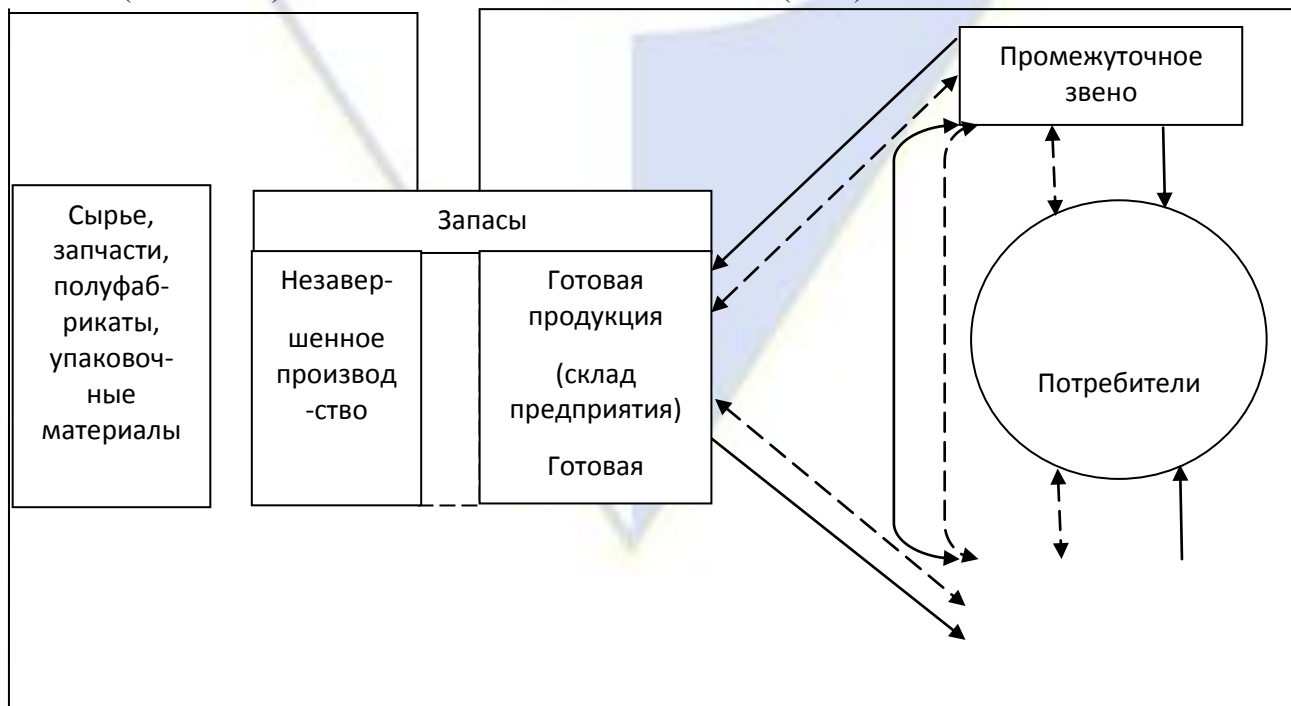 Промежуточное
звено
Сырье,
запчасти,
полуфаб-
рикаты,
упаковоч-
ные
материалы
Запасы
Незавер-
шенное
производ
-ство
Готовая
продукция
(склад
предприятия)
Готовая
Потребители